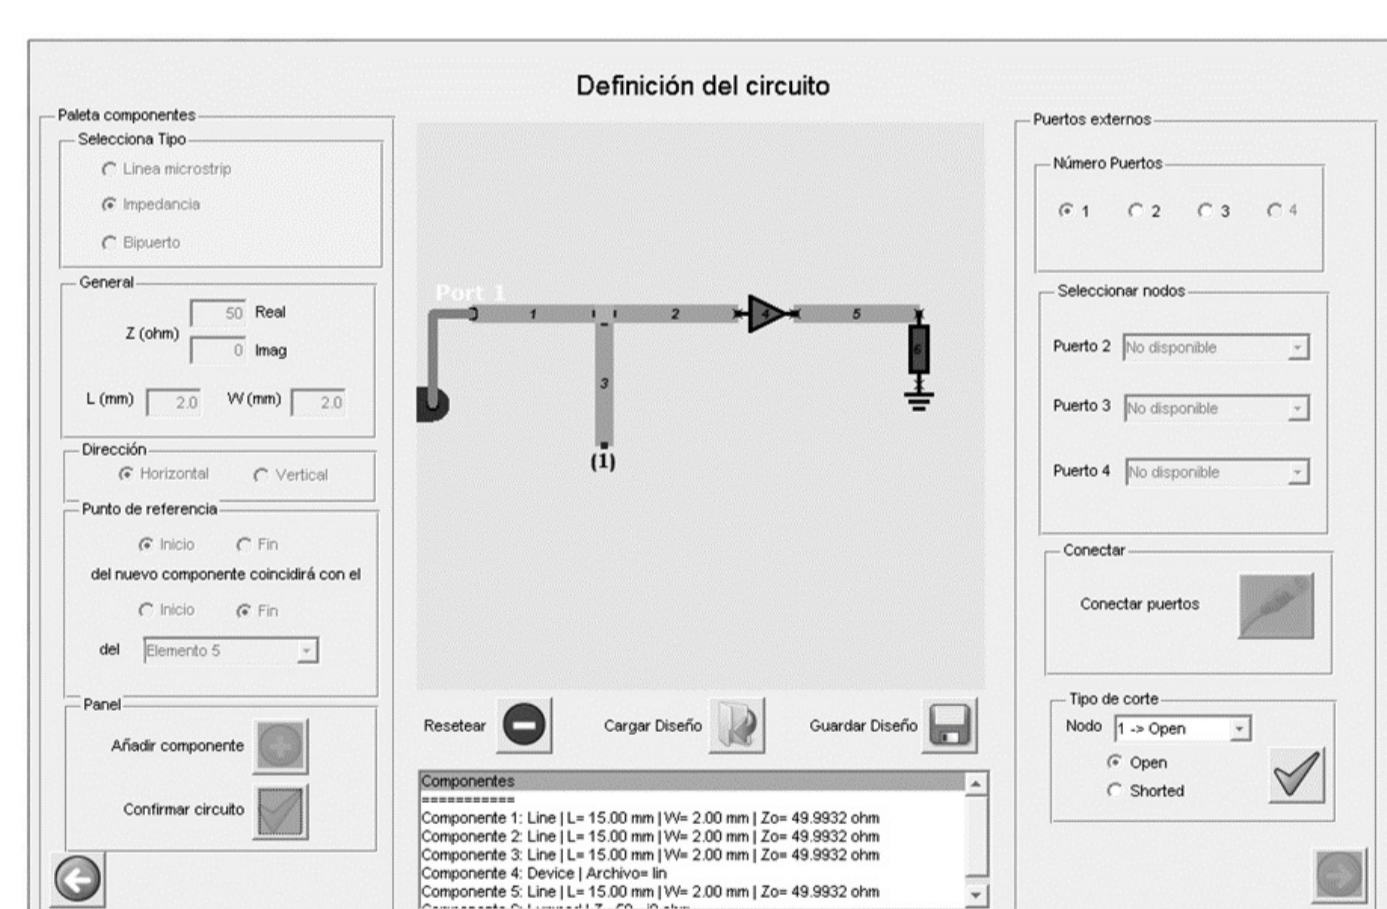 Definición del circuito
Paleta componentes
Selecciona Tipo
Linea microstrip
Impedancia
Bipuerto
General
Z (ohm)
50 Real
0 Imag
L (mm) 2.0 W (mm) 2.0
Dirección
Horizontal Vertical
Punto de referencia
Inicio Fin
del nuevo componente coincidirá con el
Inicio Fin
del Elemento 5
Panel
Añadir componente
Confirmar circuito
Port 1
1 2 4 5
6
3
(1)
Resetear Cargar Diseño Guardar Diseño
Componentes
===========
Componente 1: Line | L= 15.00 mm | W= 2.00 mm | Zo= 49.9932 ohm
Componente 2: Line | L= 15.00 mm | W= 2.00 mm | Zo= 49.9932 ohm
Componente 3: Line | L= 15.00 mm | W= 2.00 mm | Zo= 49.9932 ohm
Componente 4: Device | Archivo= lin
Componente 5: Line | L= 15.00 mm | W= 2.00 mm | Zo= 49.9932 ohm
Puertos externos
Número Puertos
1 2 3 4
Seleccionar nodos
Puerto 2 No disponible
Puerto 3 No disponible
Puerto 4 No disponible
Conectar
Conectar puertos
Tipo de corte
Nodo 1 -> Open
Open
Shorted